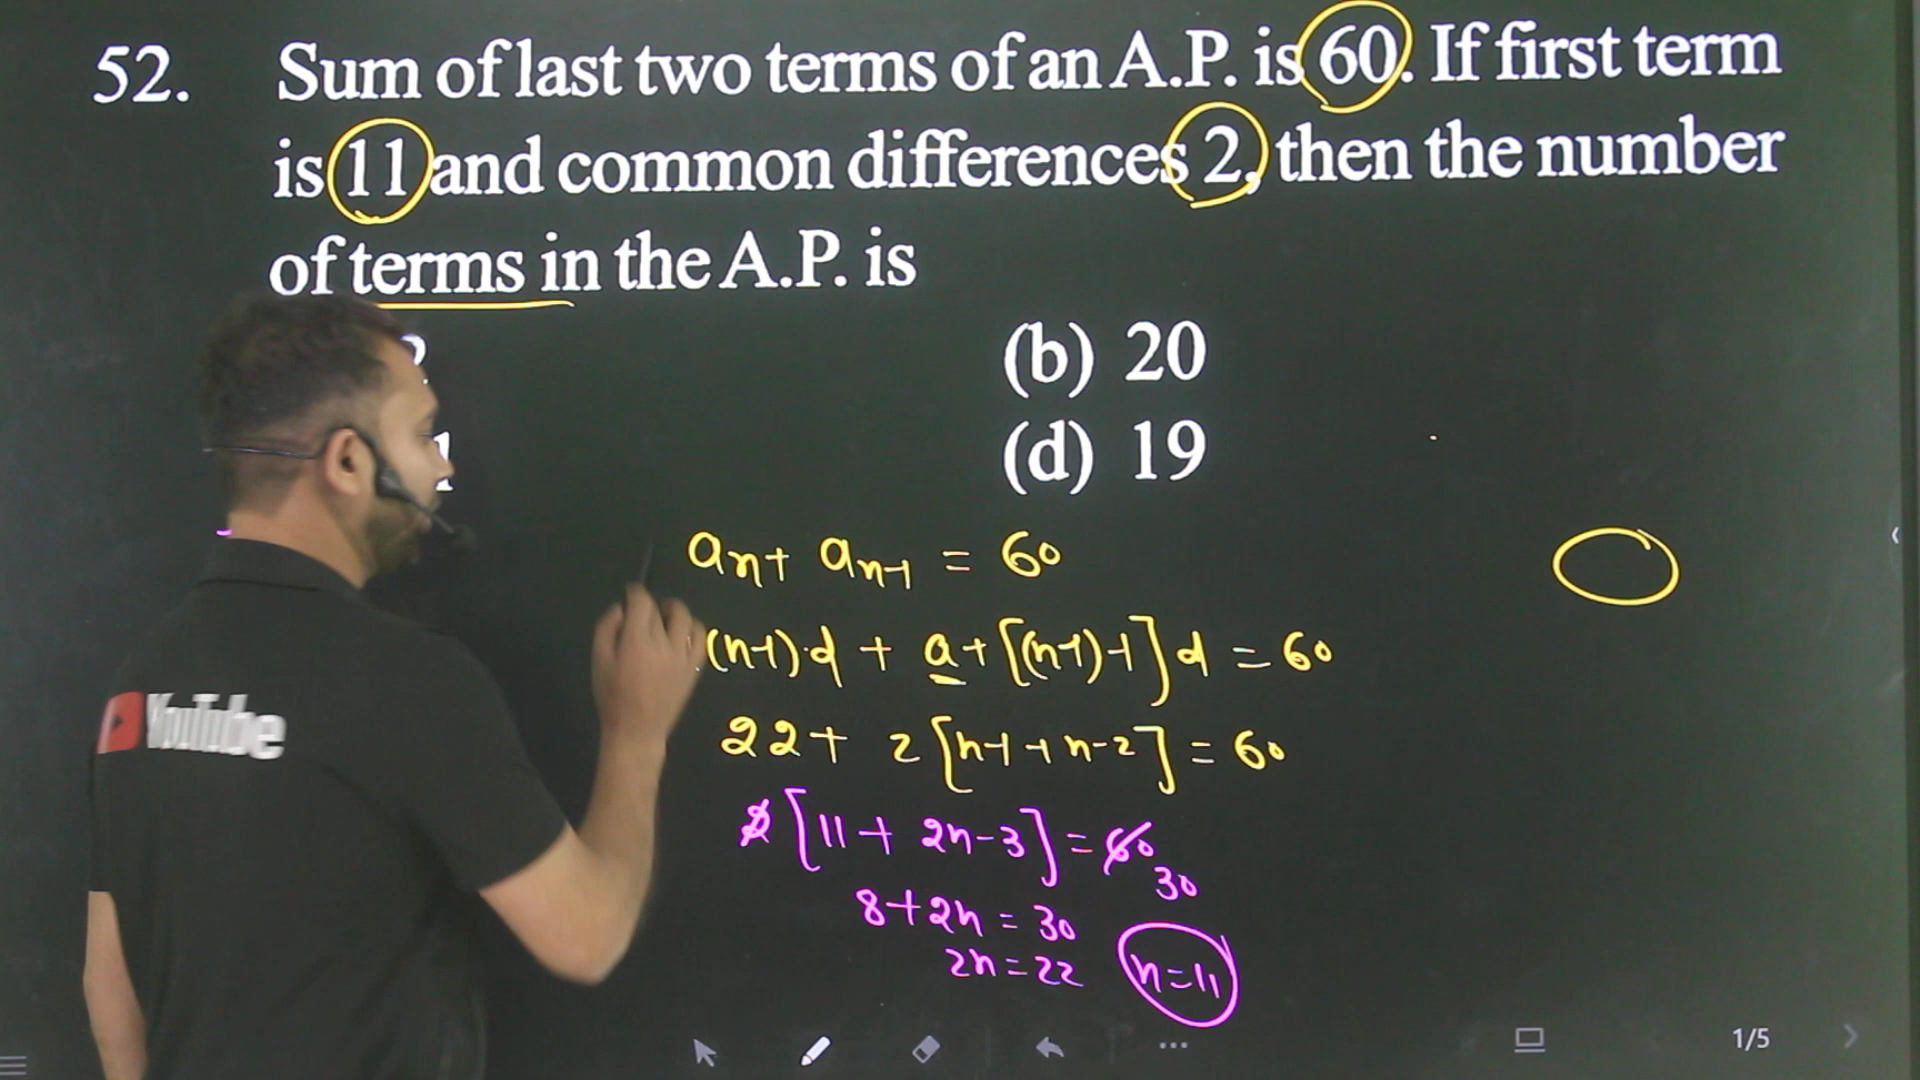 52. Sum of last two terms of an A.P. is 60. If first term
is 11 and common differences 2, then the number
of terms in the A.P. is
(b) 20
(d) 19
an + an-1 = 60
(n-1).d + a + [(n-1)-1]d = 60
22 + 2[n-1+n-2] = 60
2[11 + 2n-3] = 60
30
8+2n = 30
2n = 22
n=11
YouTube
1/5